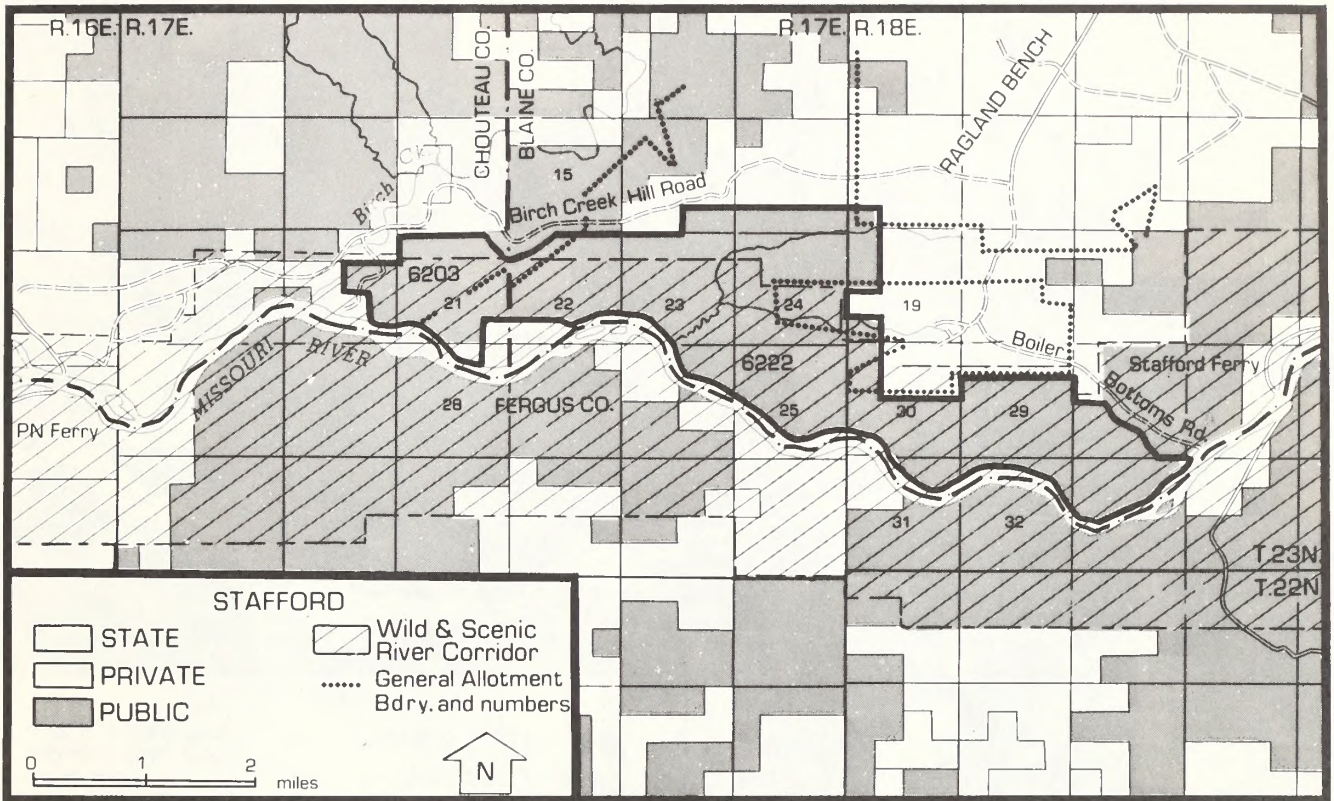 R.16E. R.17E.
R.17E. R.18E.
CHOUTEAU CO.
BLAINE CO.
RAGLAND BENCH
Birch Ck.
15
Birch Creek Hill Road
6203
21
22
23
24
19
MISSOURI RIVER
Boiler Bottoms Rd.
6222
Stafford Ferry
28
FERGUS CO.
25
30
29
PN Ferry
31
32
T.23N
T.22N
STAFFORD
STATE
PRIVATE
PUBLIC
Wild & Scenic
River Corridor
General Allotment
Bdry. and numbers
0 1 2
miles
N